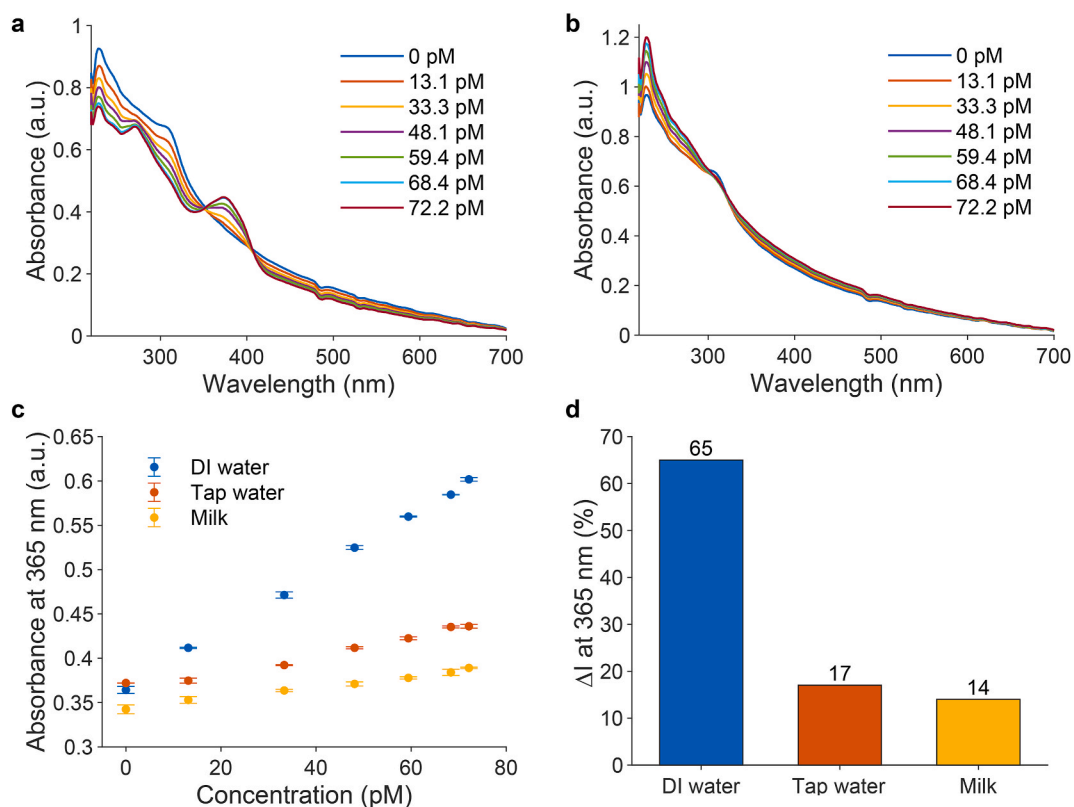 a
Absorbance (a.u.)
1
0.8
0.6
0.4
0.2
0
0 pM
13.1 pM
33.3 pM
48.1 pM
59.4 pM
68.4 pM
72.2 pM
300 400 500 600 700
Wavelength (nm)
b
Absorbance (a.u.)
1.2
1
0.8
0.6
0.4
0.2
0
0 pM
13.1 pM
33.3 pM
48.1 pM
59.4 pM
68.4 pM
72.2 pM
300 400 500 600 700
Wavelength (nm)
c
Absorbance at 365 nm (a.u.)
0.65
0.6
0.55
0.5
0.45
0.4
0.35
0.3
DI water
Tap water
Milk
0 20 40 60 80
Concentration (pM)
d
ΔI at 365 nm (%)
70
60
50
40
30
20
10
0
65
17
14
DI water Tap water Milk